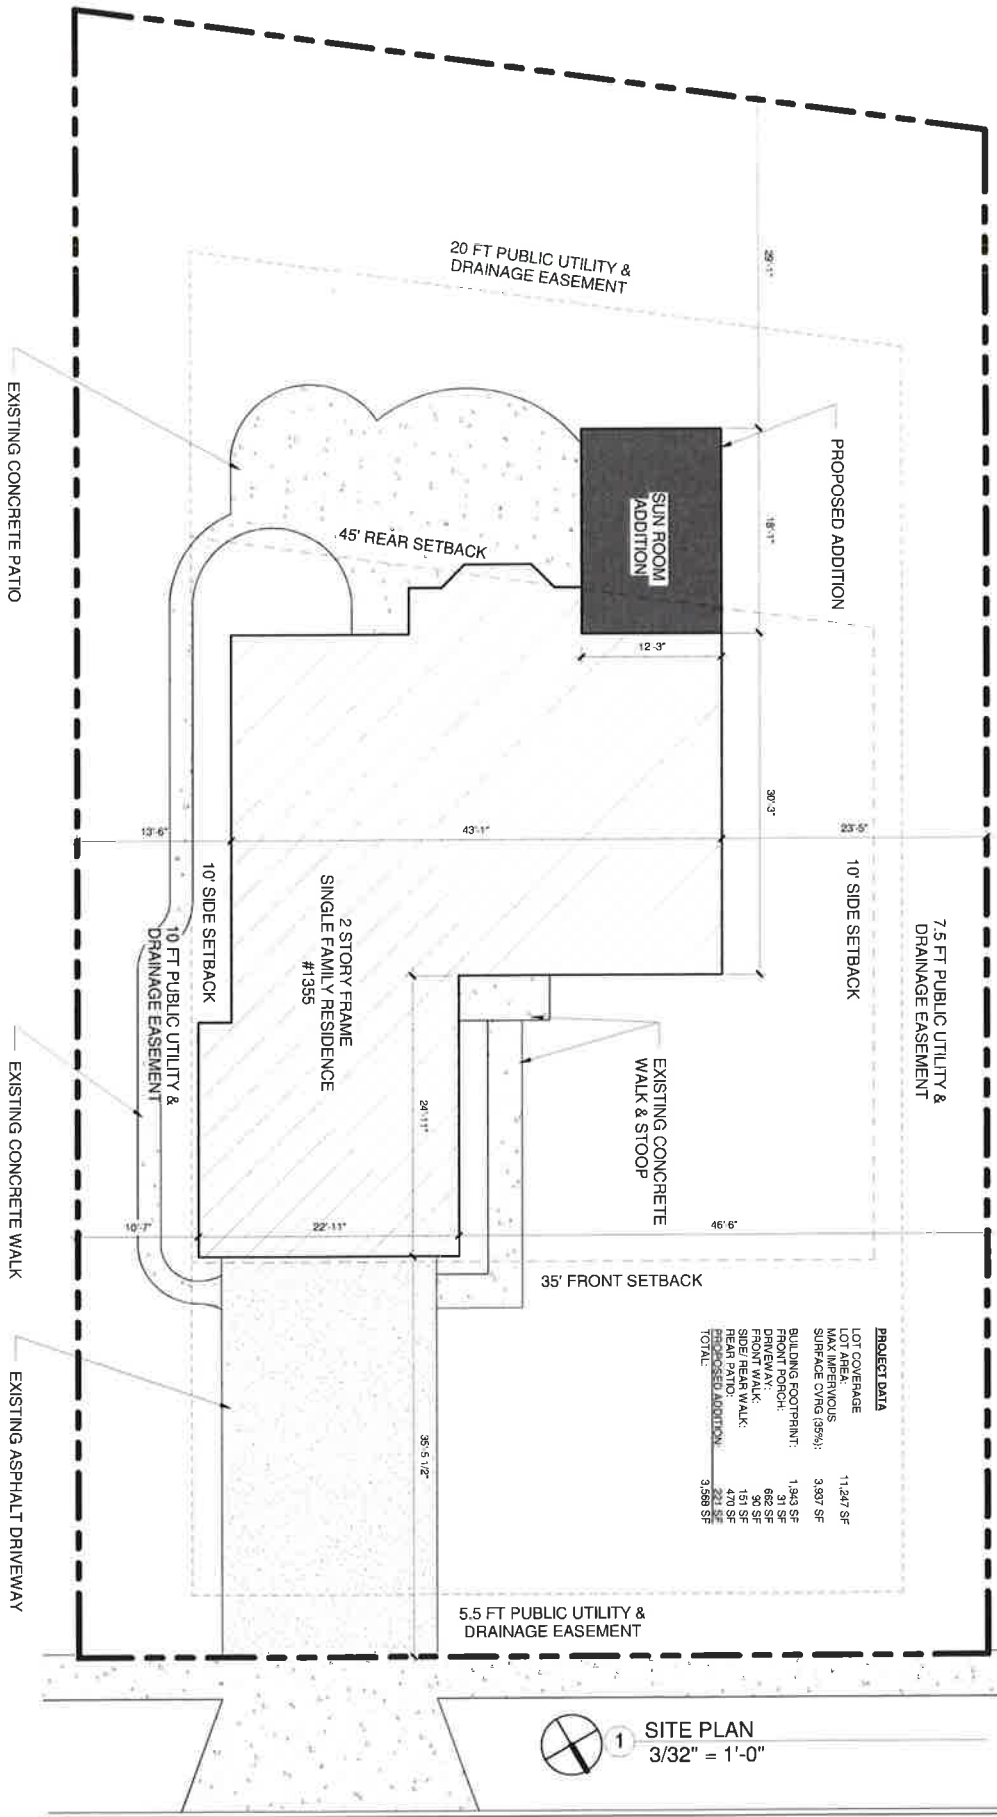 20 FT PUBLIC UTILITY &
DRAINAGE EASEMENT
29'-1"
EXISTING CONCRETE PATIO
PROPOSED ADDITION
SUN ROOM
ADDITION
18'-1"
45' REAR SETBACK
12'-3"
30'-3"
13'-6"
43'-1"
23'-5"
10' SIDE SETBACK
10' SIDE SETBACK
2 STORY FRAME
SINGLE FAMILY RESIDENCE
#1355
10 FT PUBLIC UTILITY &
DRAINAGE EASEMENT
7.5 FT PUBLIC UTILITY &
DRAINAGE EASEMENT
EXISTING CONCRETE
WALK & STOOP
24'-11"
EXISTING CONCRETE WALK
10'-7"
22'-11"
46'-6"
35' FRONT SETBACK
PROJECT DATA
LOT COVERAGE
LOT AREA: 11,247 SF
MAX IMPERVIOUS
SURFACE CVRG (35%): 3,937 SF
BUILDING FOOTPRINT: 1,943 SF
FRONT PORCH: 31 SF
DRIVEWAY: 662 SF
FRONT WALK: 90 SF
SIDE/ REAR WALK: 151 SF
REAR PATIO: 470 SF
PROPOSED ADDITION: 221 SF
TOTAL: 3,568 SF
35'-5 1/2"
EXISTING ASPHALT DRIVEWAY
5.5 FT PUBLIC UTILITY &
DRAINAGE EASEMENT
1
SITE PLAN
3/32" = 1'-0"